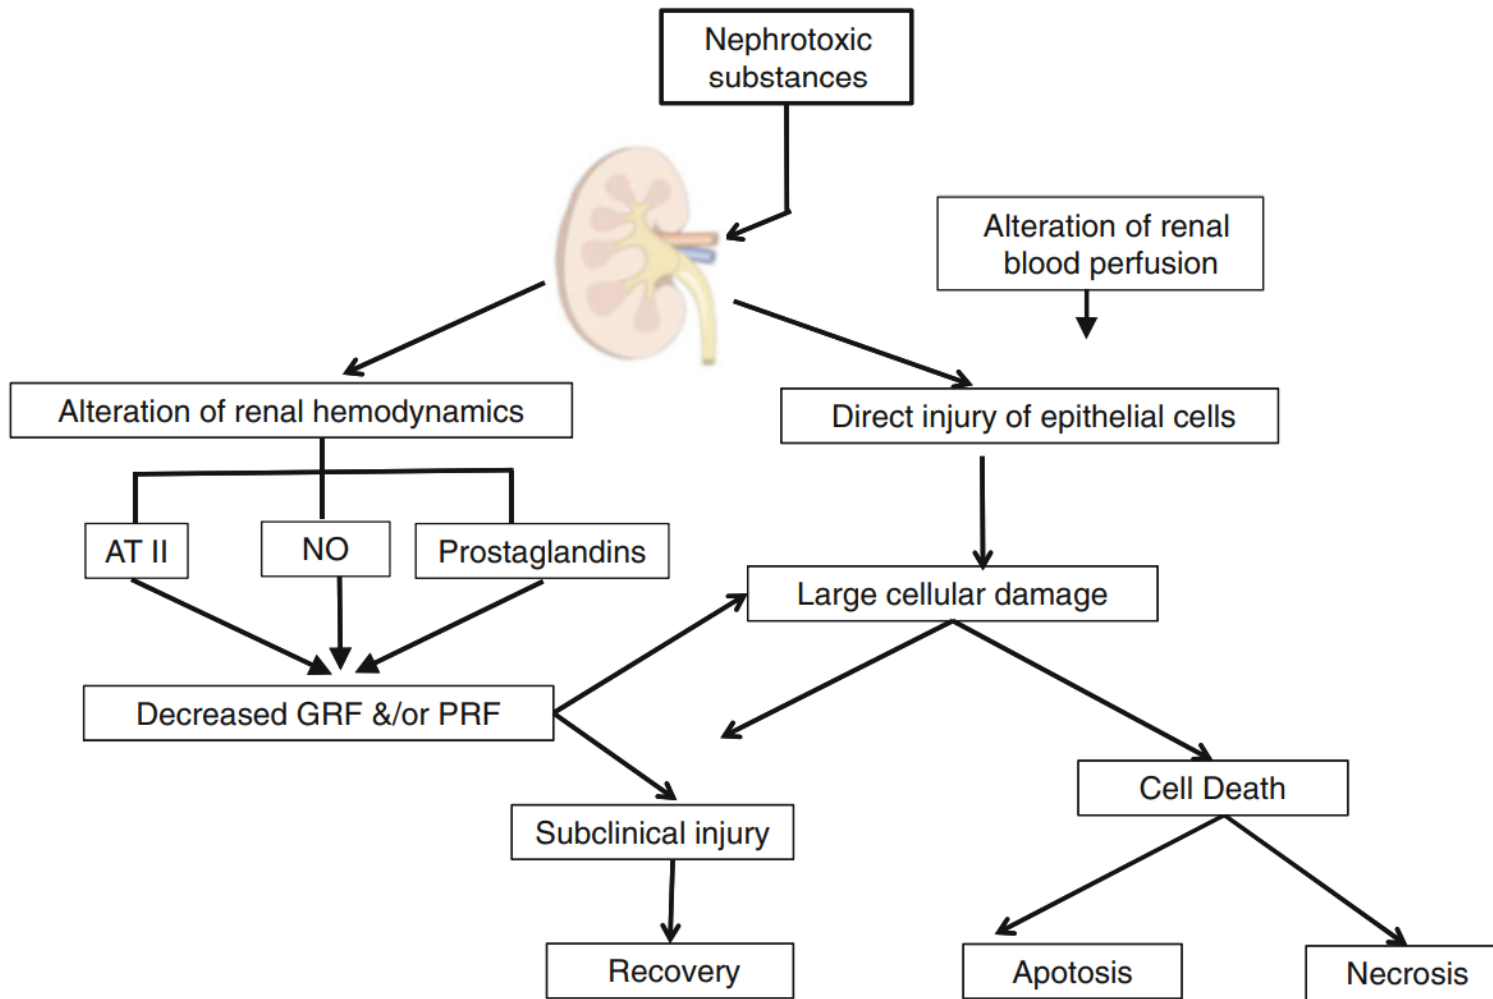 Nephrotoxic
substances
Alteration of renal
blood perfusion
Alteration of renal hemodynamics
Direct injury of epithelial cells
AT II
NO
Prostaglandins
Large cellular damage
Decreased GRF &/or PRF
Cell Death
Subclinical injury
Recovery
Apotosis
Necrosis